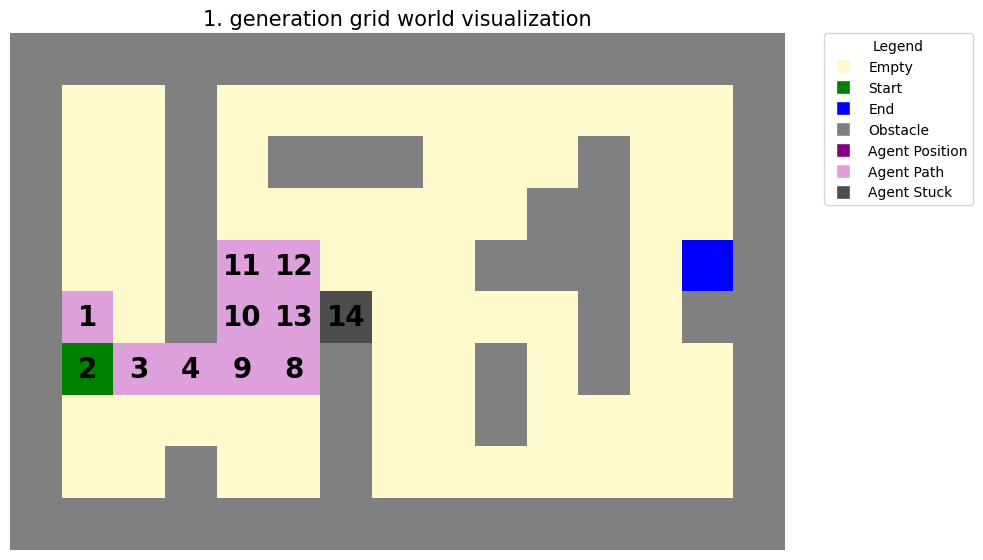 1. generation grid world visualization
Legend
Empty
Start
End
Obstacle
Agent Position
Agent Path
Agent Stuck
11 12
1 10 13 14
2 3 4 9 8